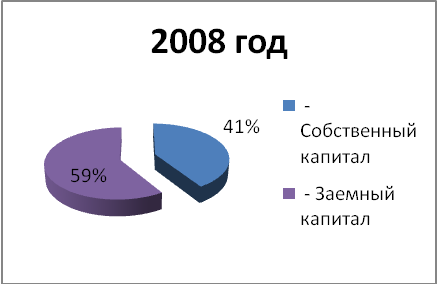 2008 год
41%
59%
-
Собственный
капитал
- Заемный
капитал